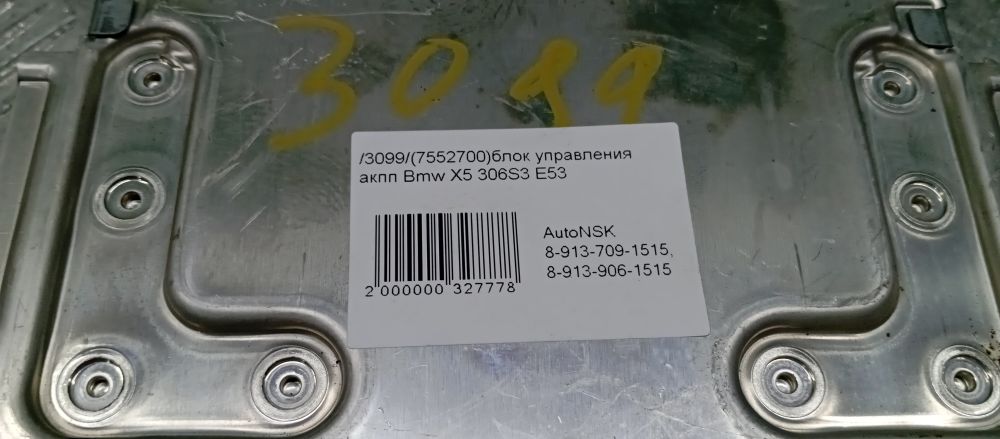 3099
/3099/(7552700)блок управления
акпп Bmw X5 306S3 E53
AutoNSK
8-913-709-1515,
8-913-906-1515
2 000000 327778